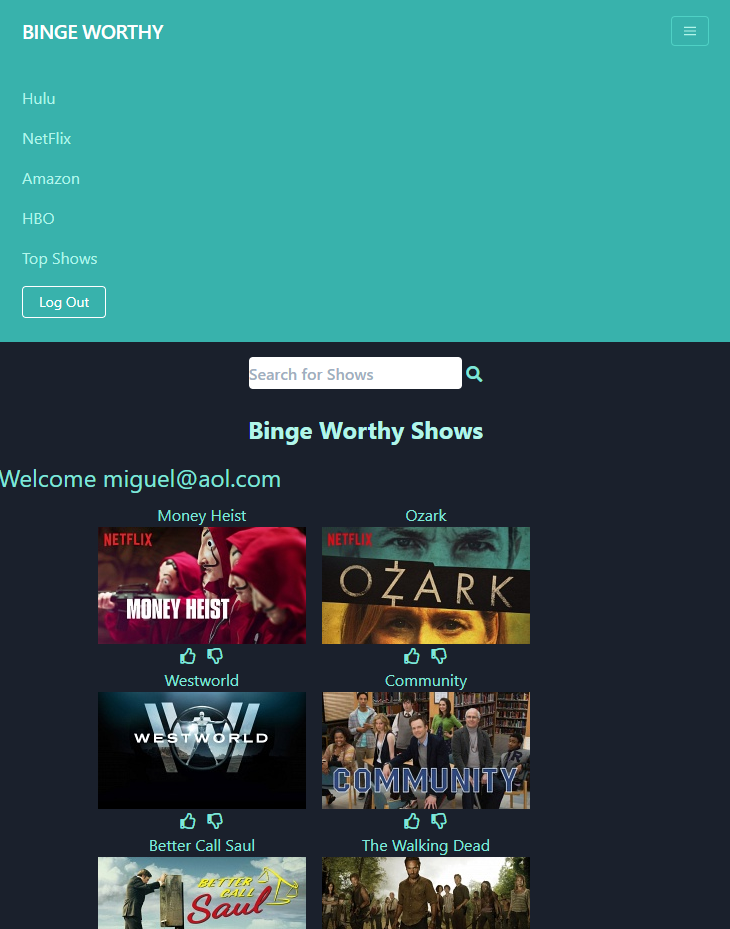 BINGE WORTHY
Hulu
NetFlix
Amazon
HBO
Top Shows
Log Out
Search for Shows
Binge Worthy Shows
Welcome miguel@aol.com
Money Heist
Ozark
NETFLIX
MONEY HEIST
NETFLIX
OZARK
Westworld
Community
WESTWORLD
COMMUNITY
Better Call Saul
The Walking Dead
BETTER
CALL
Saul